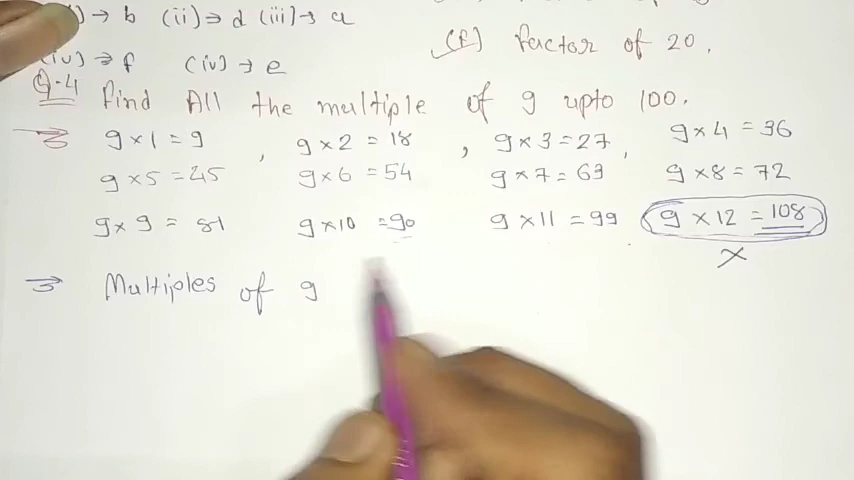 → b (ii) → d (iii) → a
(f) factor of 20.
(iv) → f (iv) → e
Q-4 Find All the multiple of 9 upto 100.
→ 9 × 1 = 9 , 9 × 2 = 18 , 9 × 3 = 27 , 9 × 4 = 36
9 × 5 = 45 9 × 6 = 54 9 × 7 = 63 9 × 8 = 72
9 × 9 = 81 9 × 10 = 90 9 × 11 = 99 9 × 12 = 108
×
→ Multiples of 9